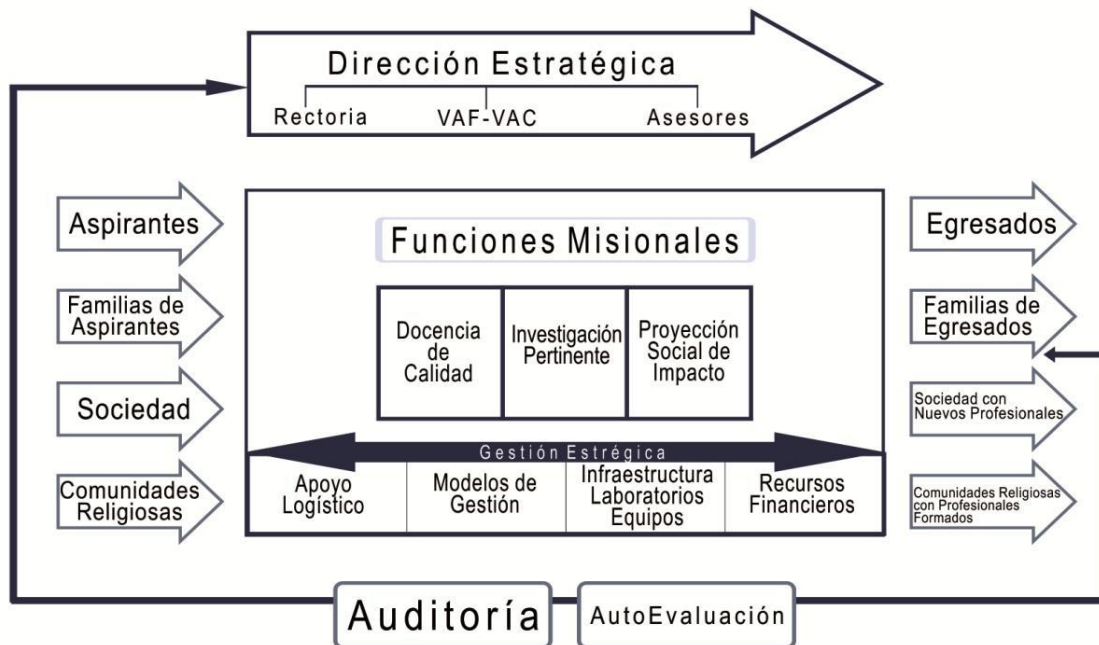 Dirección Estratégica
Rectoria VAF-VAC Asesores
Aspirantes
Familias de
Aspirantes
Sociedad
Comunidades
Religiosas
Funciones Misionales
Docencia
de
Calidad
Investigación
Pertinente
Proyección
Social de
Impacto
Gestión Estrégica
Apoyo
Logístico
Modelos de
Gestión
Infraestructura
Laboratorios
Equipos
Recursos
Financieros
Egresados
Familias de
Egresados
Sociedad con
Nuevos Profesionales
Comunidades Religiosas
con Profesionales
Formados
Auditoría
AutoEvaluación